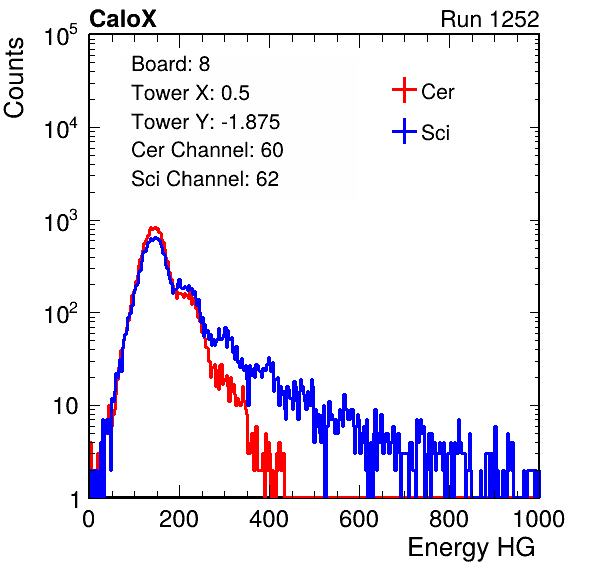 CaloX Run 1252
Counts
10^5
10^4
10^3
10^2
10
1
Board: 8
Tower X: 0.5
Tower Y: -1.875
Cer Channel: 60
Sci Channel: 62
Cer
Sci
0 200 400 600 800 1000
Energy HG